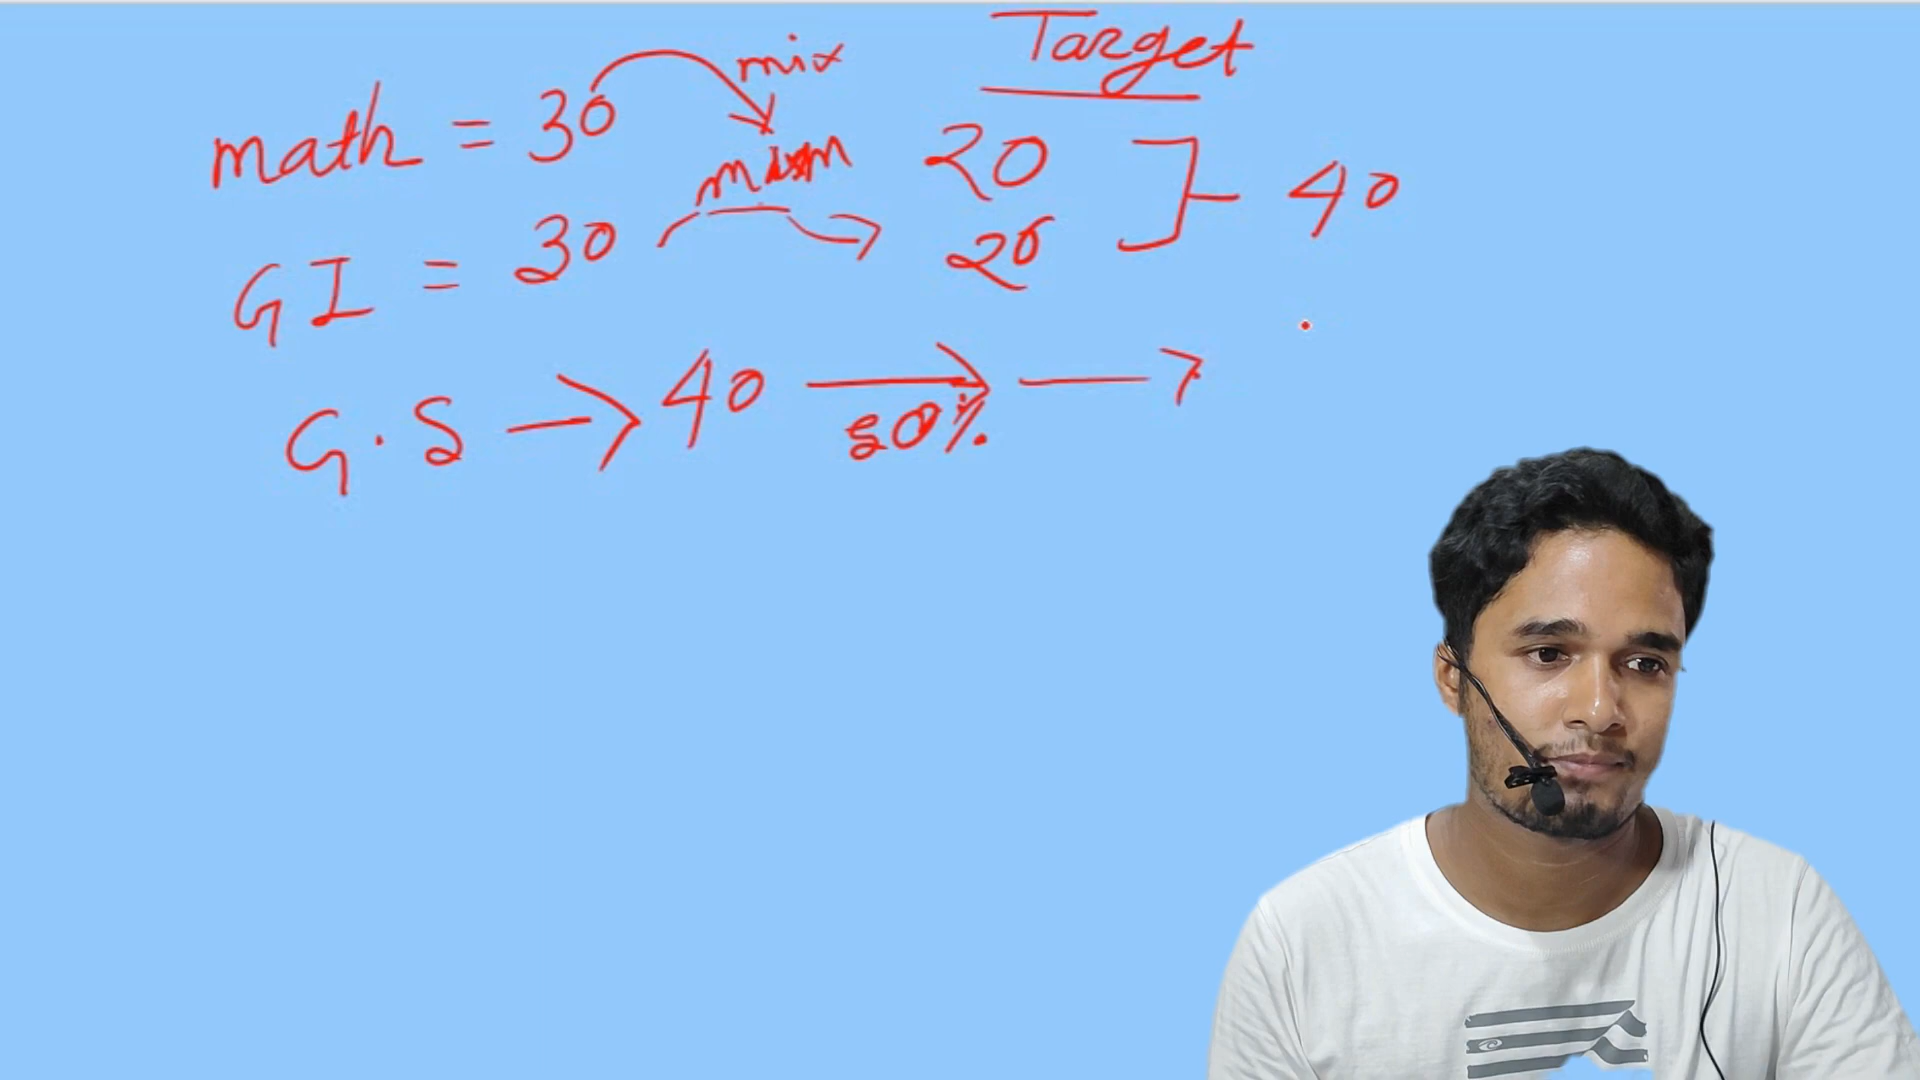 Target
mix
math = 30 20
GI = 30 20 40
G.S → 40 → 80% →